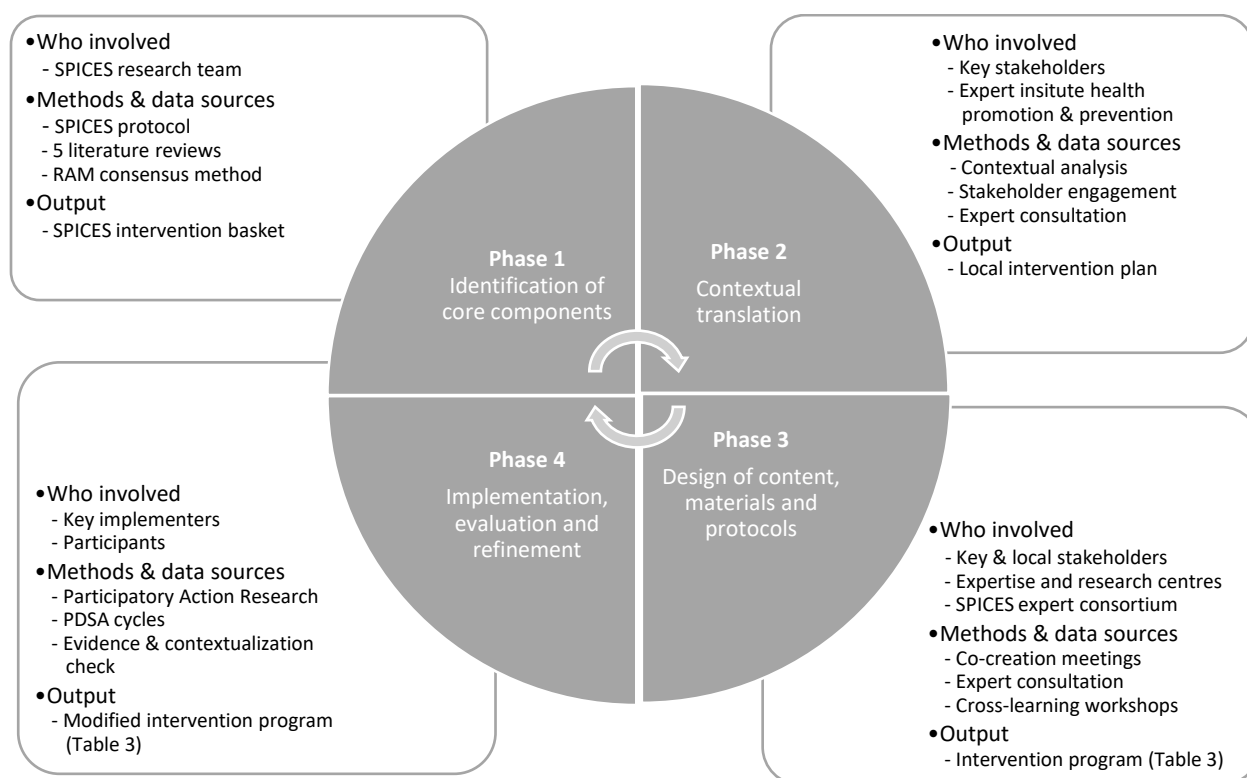 •Who involved
- SPICES research team
•Methods & data sources
- SPICES protocol
- 5 literature reviews
- RAM consensus method
•Output
- SPICES intervention basket
•Who involved
- Key stakeholders
- Expert insitute health
promotion & prevention
•Methods & data sources
- Contextual analysis
- Stakeholder engagement
- Expert consultation
•Output
- Local intervention plan
Phase 1
Identification of
core components
Phase 2
Contextual
translation
Phase 3
Design of content,
materials and
protocols
Phase 4
Implementation,
evaluation and
refinement
•Who involved
- Key implementers
- Participants
•Methods & data sources
- Participatory Action Research
- PDSA cycles
- Evidence & contextualization
check
•Output
- Modified intervention program
(Table 3)
•Who involved
- Key & local stakeholders
- Expertise and research centres
- SPICES expert consortium
•Methods & data sources
- Co-creation meetings
- Expert consultation
- Cross-learning workshops
•Output
- Intervention program (Table 3)